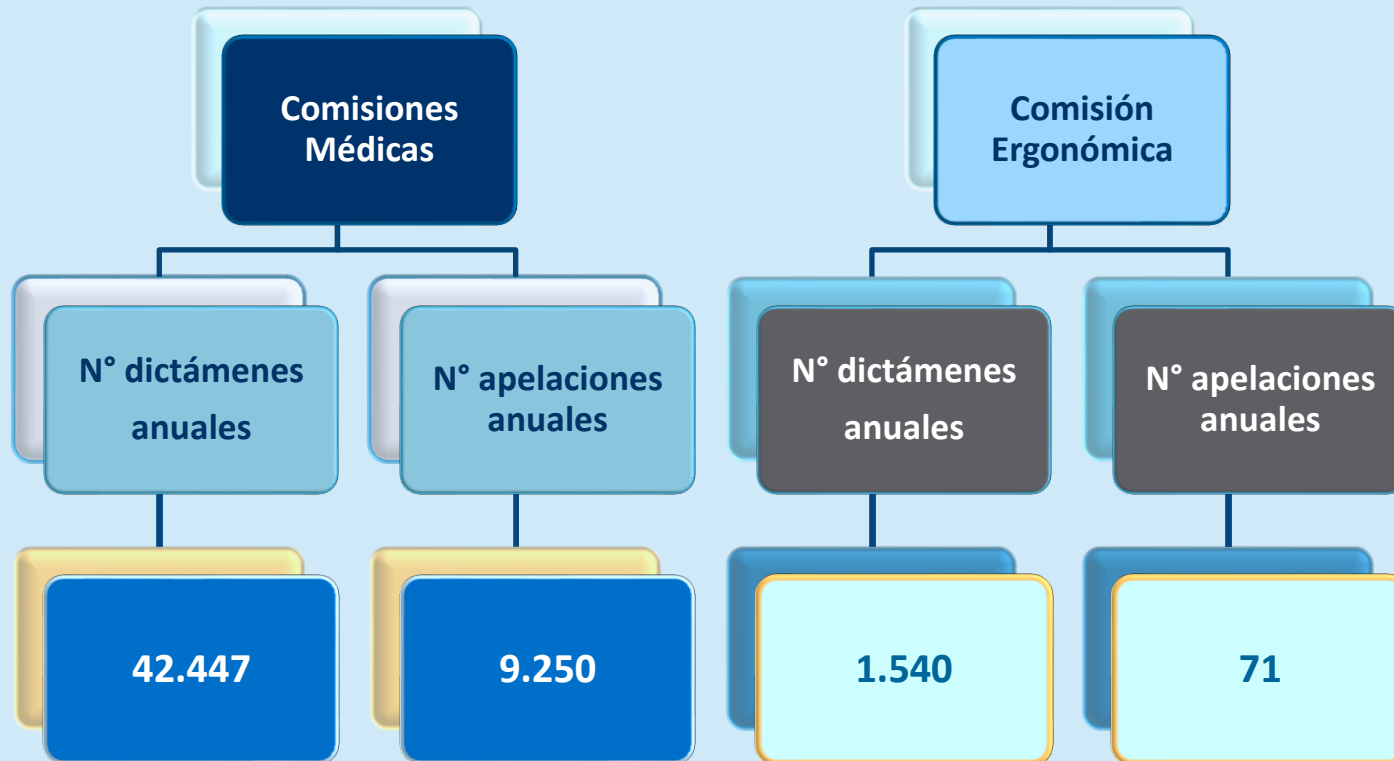 Comisiones
Médicas
Comisión
Ergonómica
N° dictámenes
anuales
N° apelaciones
anuales
N° dictámenes
anuales
N° apelaciones
anuales
42.447
9.250
1.540
71